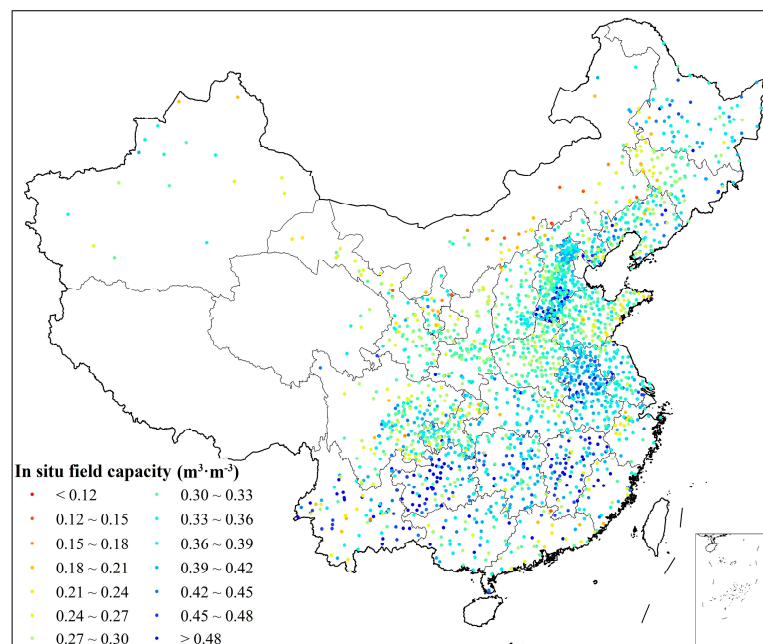 In situ field capacity (m³·m⁻³)
< 0.12 0.30 ~ 0.33
0.12 ~ 0.15 0.33 ~ 0.36
0.15 ~ 0.18 0.36 ~ 0.39
0.18 ~ 0.21 0.39 ~ 0.42
0.21 ~ 0.24 0.42 ~ 0.45
0.24 ~ 0.27 0.45 ~ 0.48
0.27 ~ 0.30 > 0.48